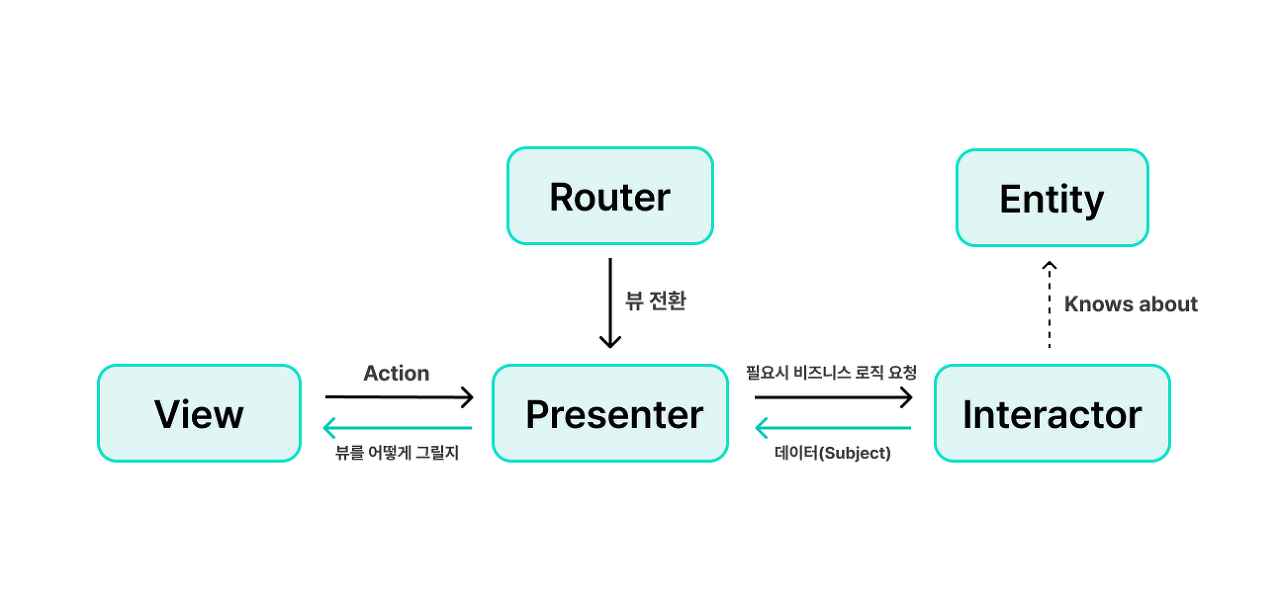 Router
Entity
뷰 전환
Knows about
Action
필요시 비즈니스 로직 요청
View
Presenter
Interactor
뷰를 어떻게 그릴지
데이터(Subject)